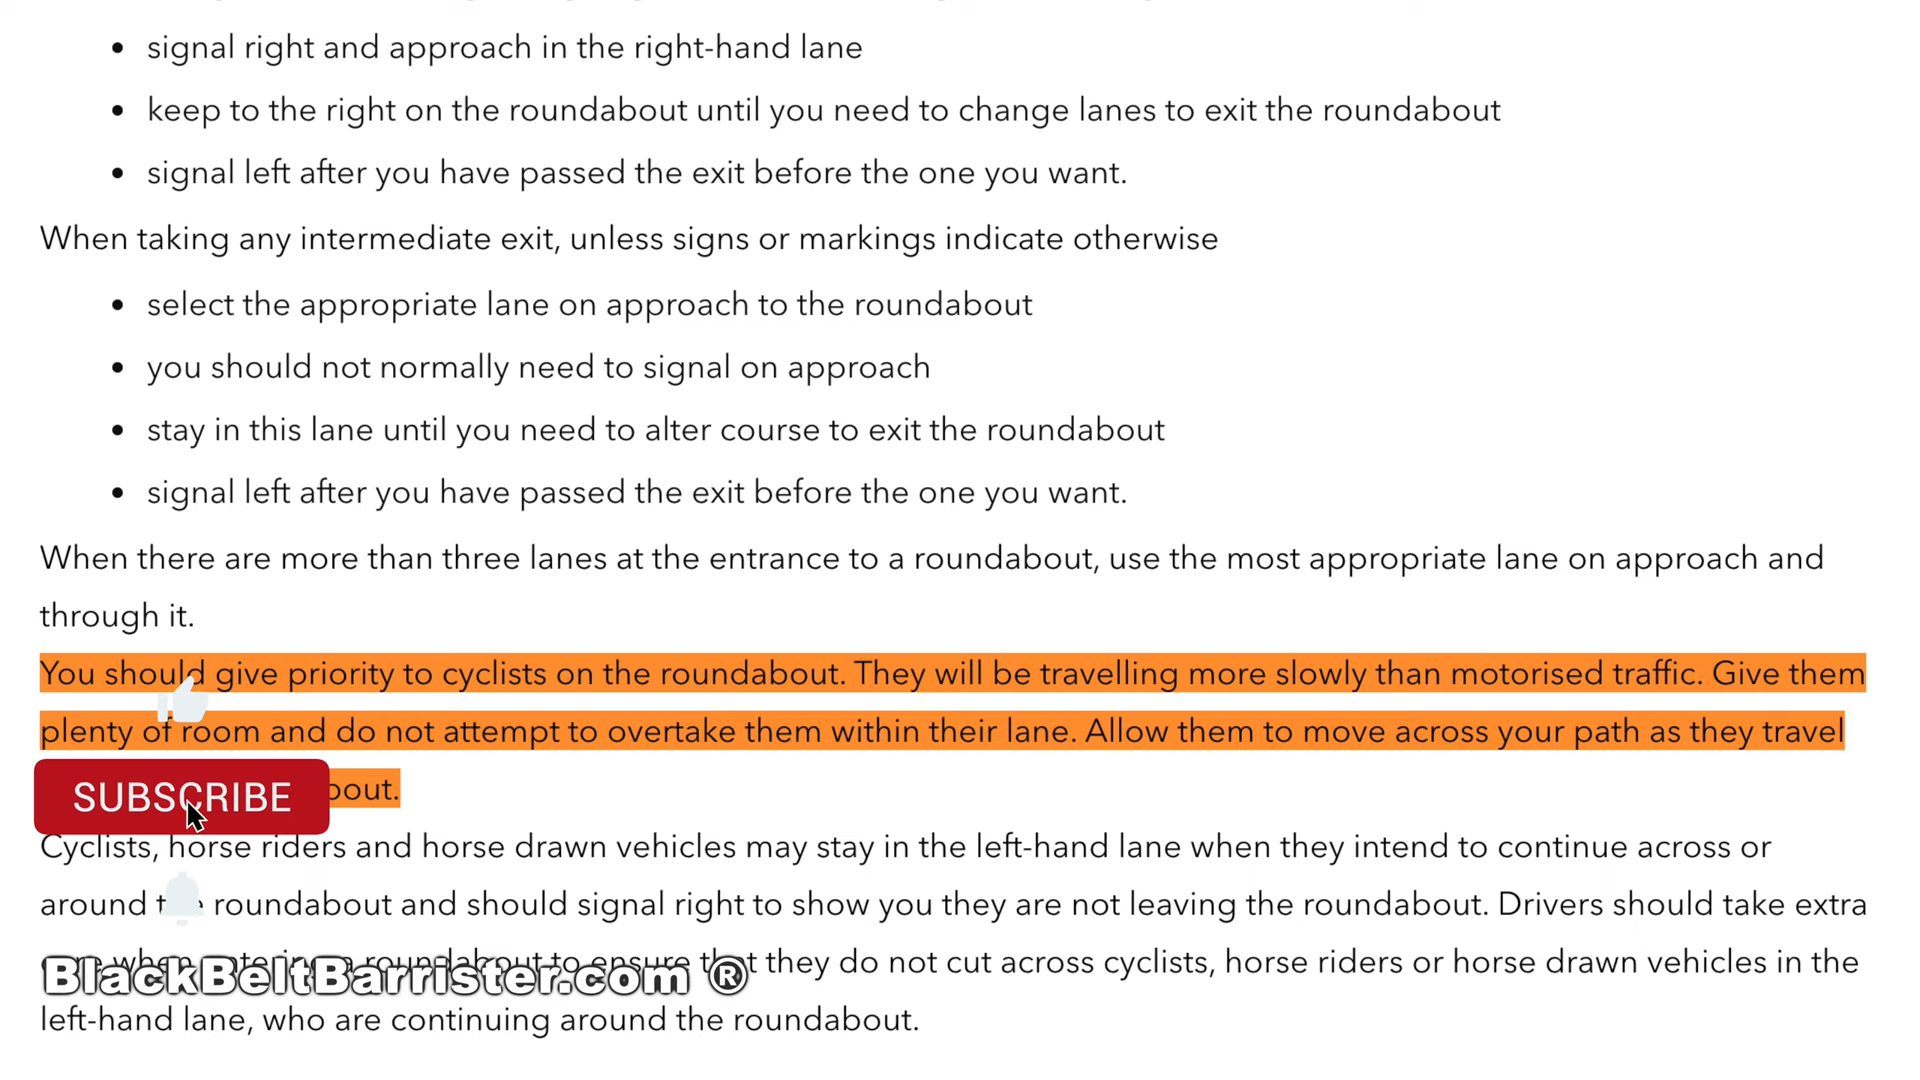 signal right and approach in the right-hand lane
keep to the right on the roundabout until you need to change lanes to exit the roundabout
signal left after you have passed the exit before the one you want.
When taking any intermediate exit, unless signs or markings indicate otherwise
select the appropriate lane on approach to the roundabout
you should not normally need to signal on approach
stay in this lane until you need to alter course to exit the roundabout
signal left after you have passed the exit before the one you want.
When there are more than three lanes at the entrance to a roundabout, use the most appropriate lane on approach and
through it.
You should give priority to cyclists on the roundabout. They will be travelling more slowly than motorised traffic. Give them
plenty of room and do not attempt to overtake them within their lane. Allow them to move across your path as they travel
bout.
SUBSCRIBE
Cyclists, horse riders and horse drawn vehicles may stay in the left-hand lane when they intend to continue across or
around the roundabout and should signal right to show you they are not leaving the roundabout. Drivers should take extra
when entering a roundabout to ensure that they do not cut across cyclists, horse riders or horse drawn vehicles in the
BlackBeltBarrister.com ®
left-hand lane, who are continuing around the roundabout.